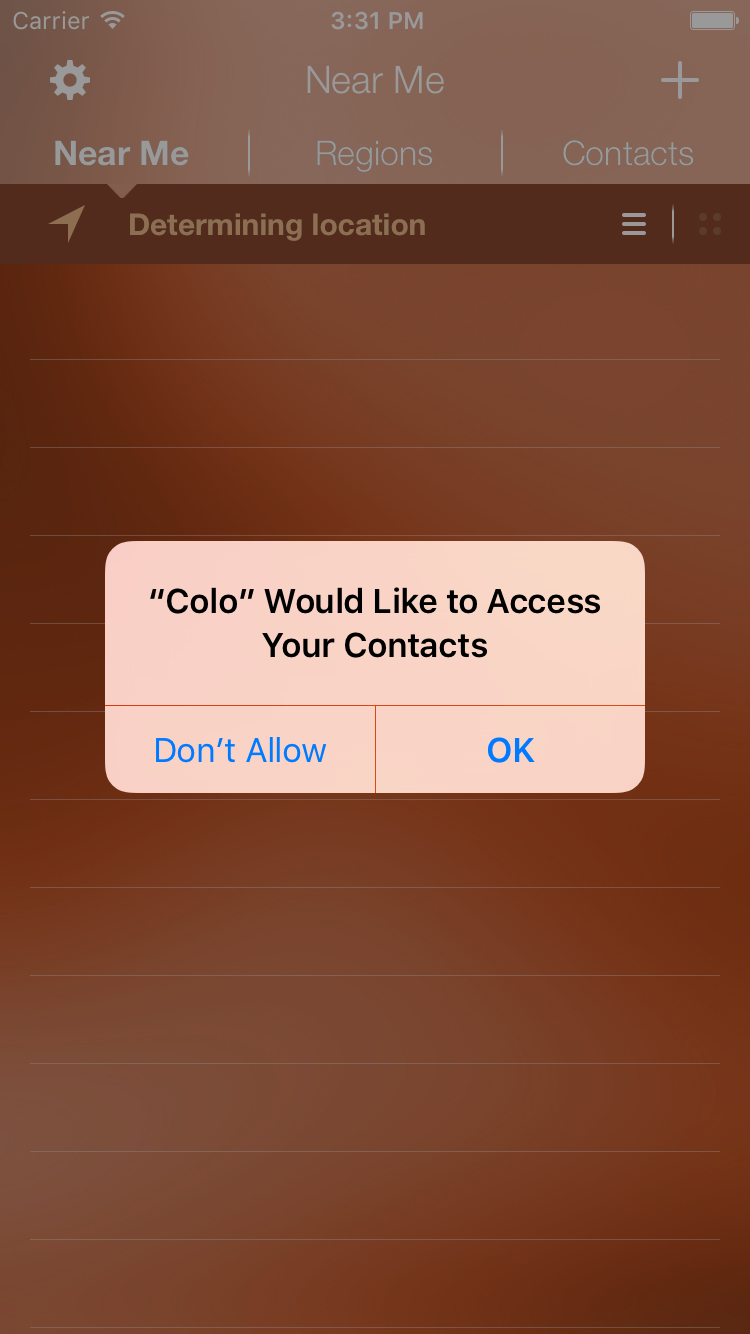 Carrier 3:31 PM
Near Me
Near Me Regions Contacts
Determining location
“Colo” Would Like to Access
Your Contacts
Don’t Allow OK